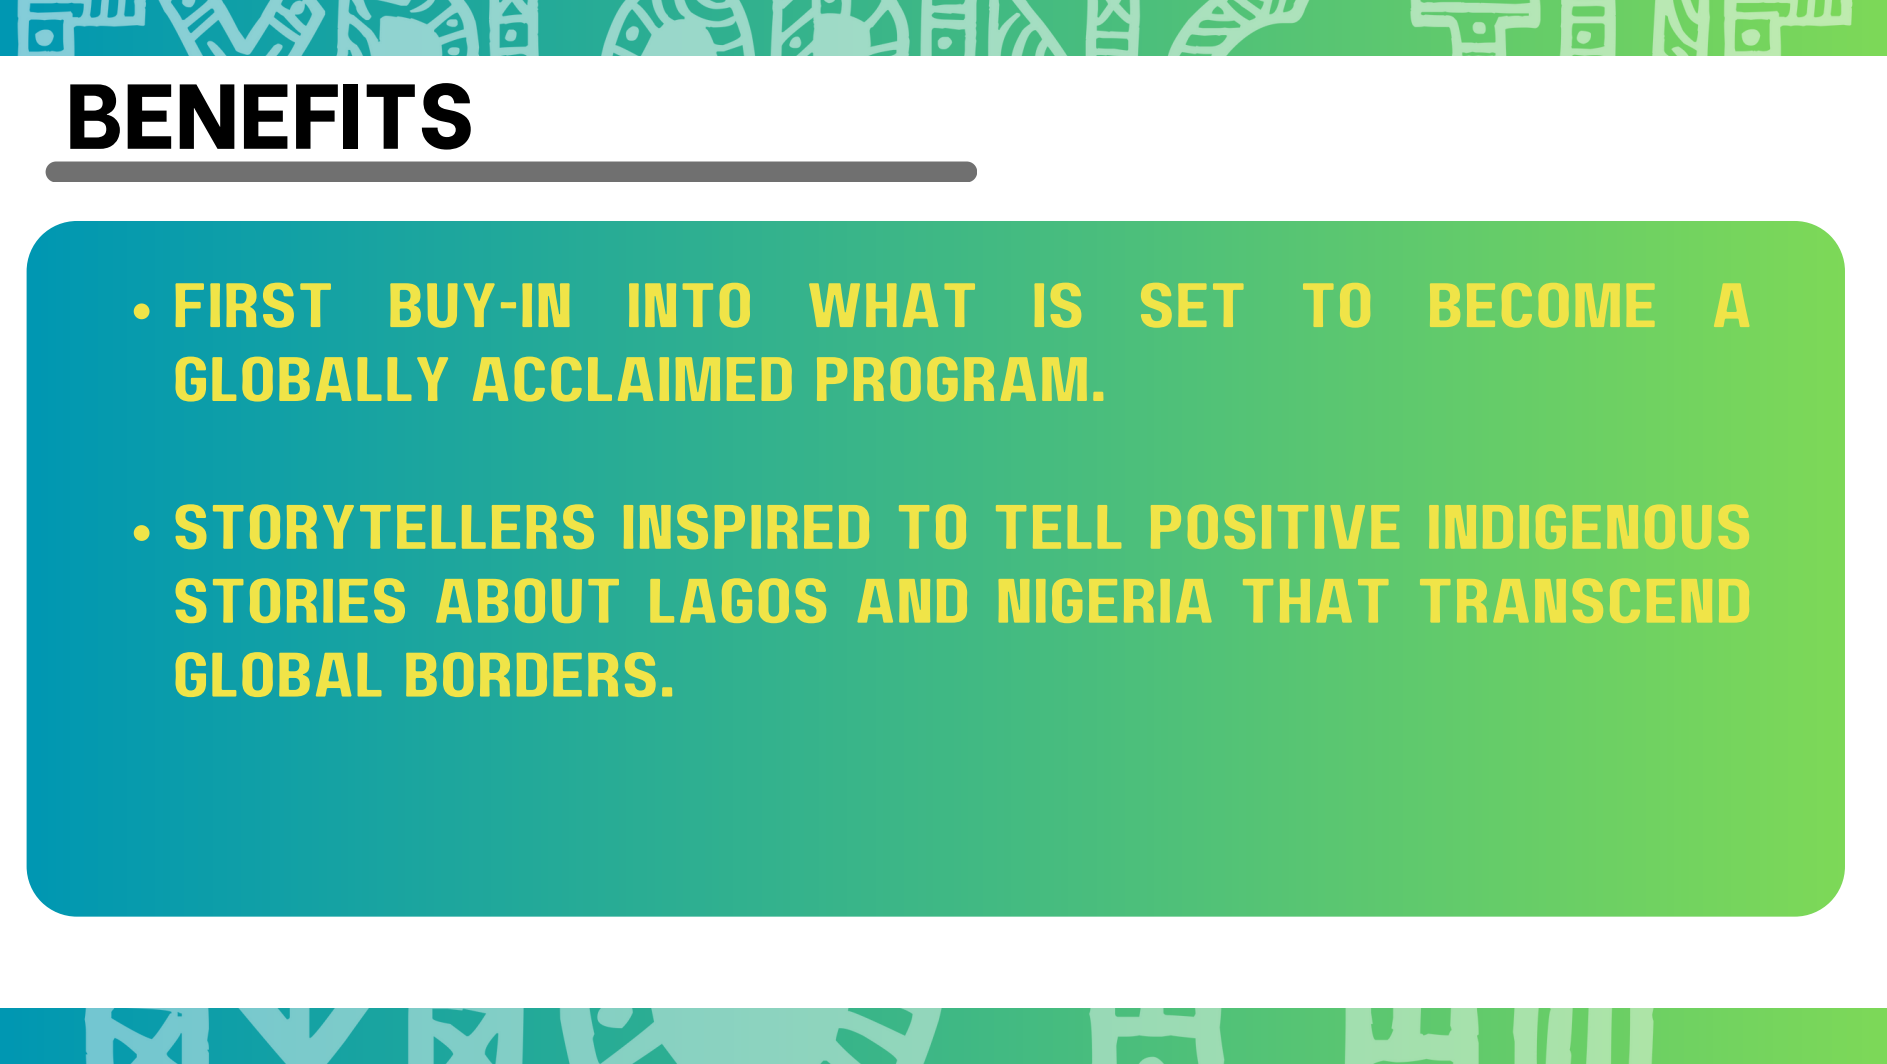 BENEFITS
• FIRST BUY-IN INTO WHAT IS SET TO BECOME A
GLOBALLY ACCLAIMED PROGRAM.
• STORYTELLERS INSPIRED TO TELL POSITIVE INDIGENOUS
STORIES ABOUT LAGOS AND NIGERIA THAT TRANSCEND
GLOBAL BORDERS.